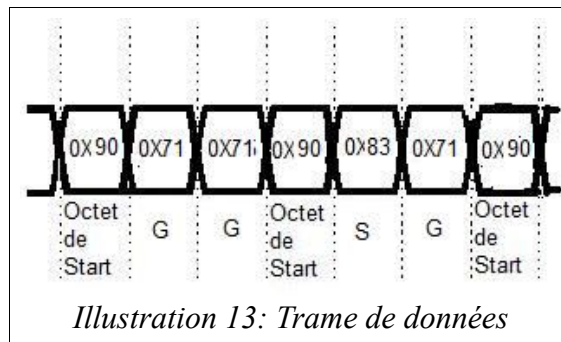 0X90 0X71 0X71 0X90 0X83 0X71 0X90
Octet de Start G G Octet de Start S G Octet de Start
Illustration 13: Trame de données